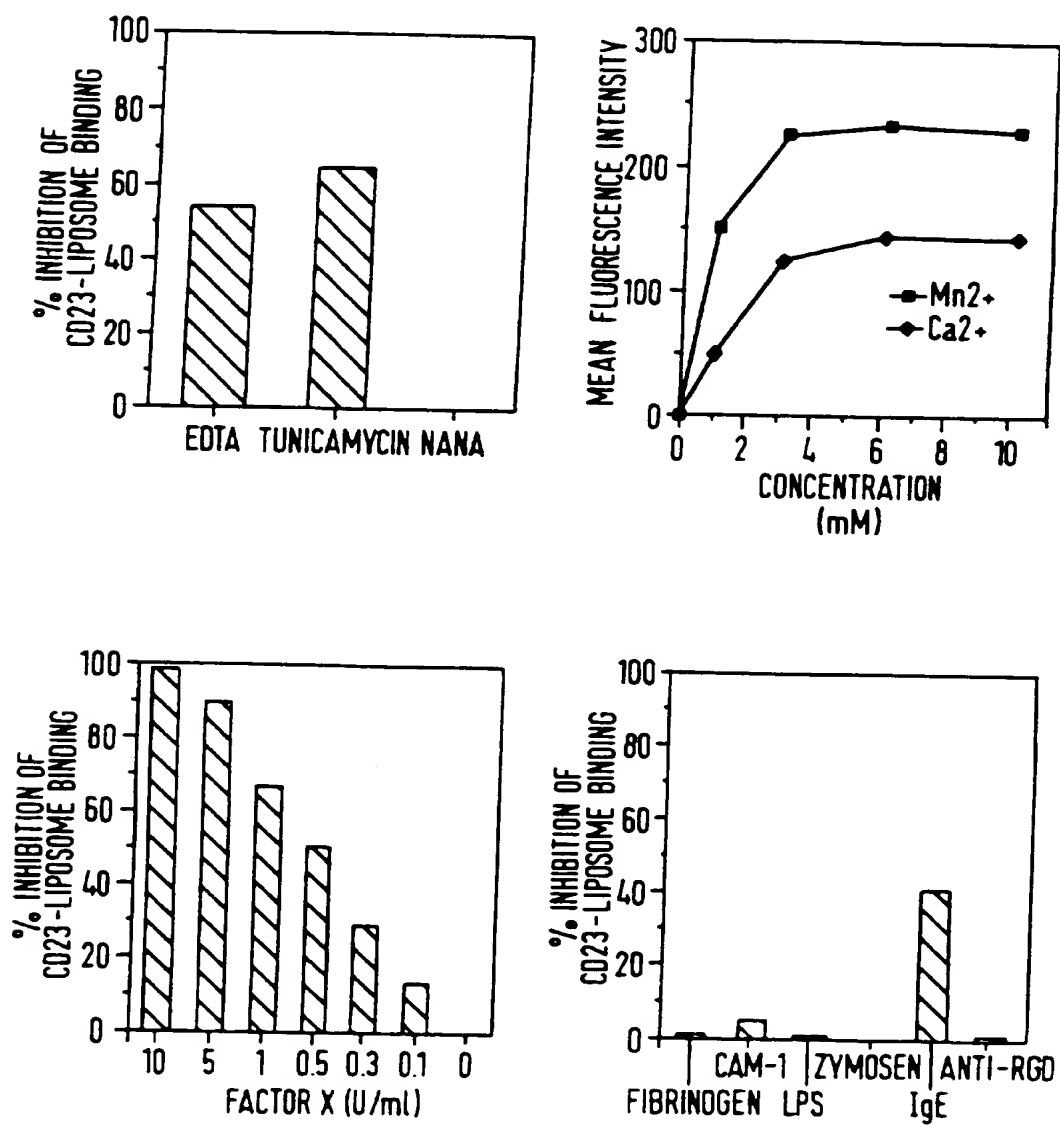 % INHIBITION OF
CD23-LIPOSOME BINDING
100
80
60
40
20
0
EDTA TUNICAMYCIN NANA
MEAN FLUORESCENCE INTENSITY
300
200
100
0
Mn2+
Ca2+
0 2 4 6 8 10
CONCENTRATION
(mM)
% INHIBITION OF
CD23-LIPOSOME BINDING
100
80
60
40
20
0
10 5 1 0.5 0.3 0.1 0
FACTOR X (U/ml)
% INHIBITION OF
CD23-LIPOSOME BINDING
100
80
60
40
20
0
CAM-1 ZYMOSEN ANTI-RGD
FIBRINOGEN LPS IgE